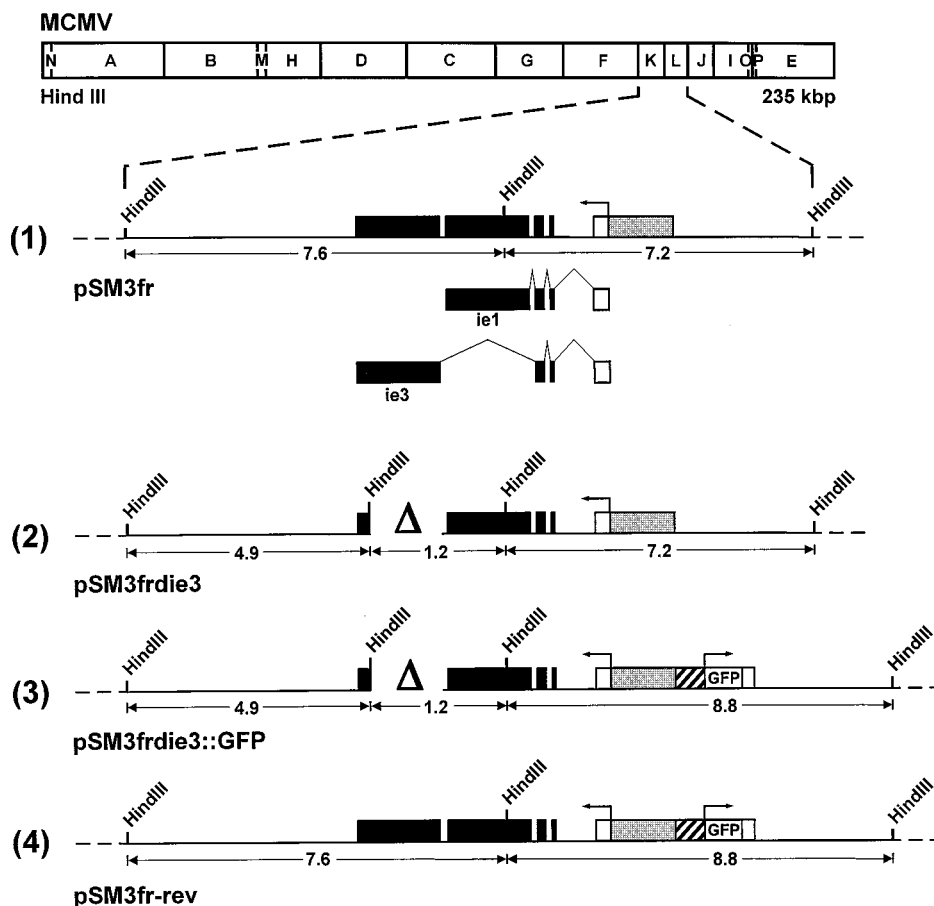 MCMV
N A B M H D C G F K L J I O P E
Hind III 235 kbp
HindIII HindIII HindIII
(1)
7.6 7.2
pSM3fr
ie1
ie3
HindIII HindIII HindIII HindIII
Δ
(2)
4.9 1.2 7.2
pSM3frdie3
HindIII HindIII HindIII HindIII
Δ GFP
(3)
4.9 1.2 8.8
pSM3frdie3::GFP
HindIII HindIII HindIII
GFP
(4)
7.6 8.8
pSM3fr-rev